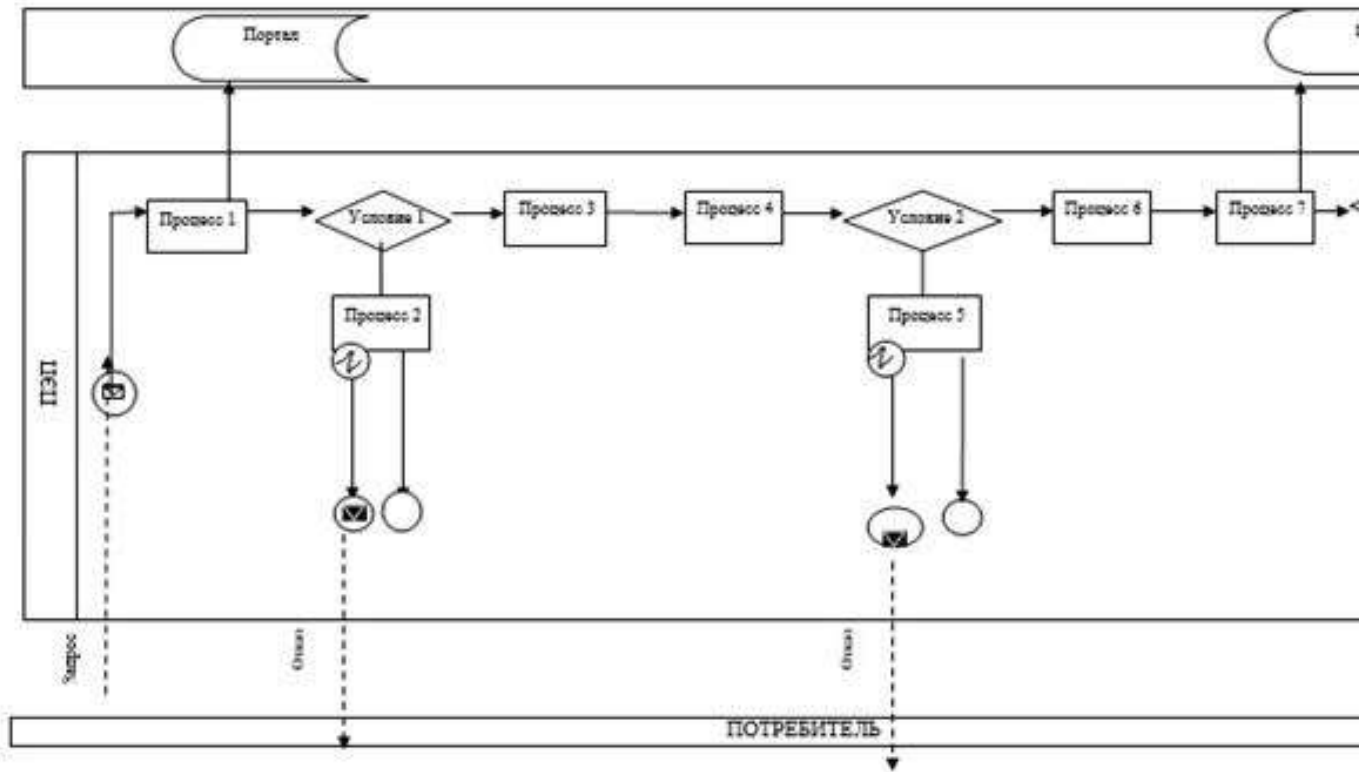 Портал
ПЭП
Процесс 1
Условие 1
Процесс 3
Процесс 4
Условие 2
Процесс 6
Процесс 7
Процесс 2
Процесс 5
Запрос
Отказ
Отказ
ПОТРЕБИТЕЛЬ